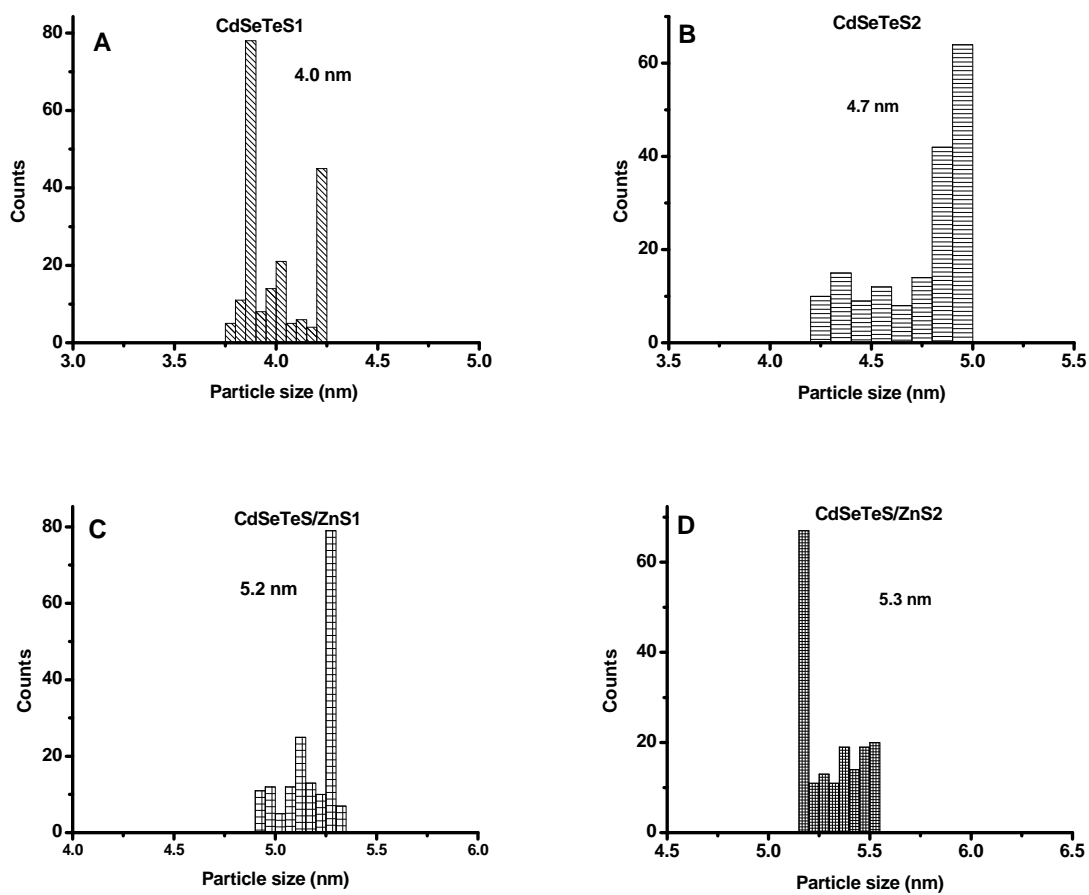 A
CdSeTeS1
4.0 nm
80
60
40
20
0
Counts
3.0 3.5 4.0 4.5 5.0
Particle size (nm)
B
CdSeTeS2
4.7 nm
60
40
20
0
Counts
3.5 4.0 4.5 5.0 5.5
Particle size (nm)
C
CdSeTeS/ZnS1
5.2 nm
80
60
40
20
0
Counts
4.0 4.5 5.0 5.5 6.0
Particle size (nm)
D
CdSeTeS/ZnS2
5.3 nm
60
40
20
0
Counts
4.5 5.0 5.5 6.0 6.5
Particle size (nm)